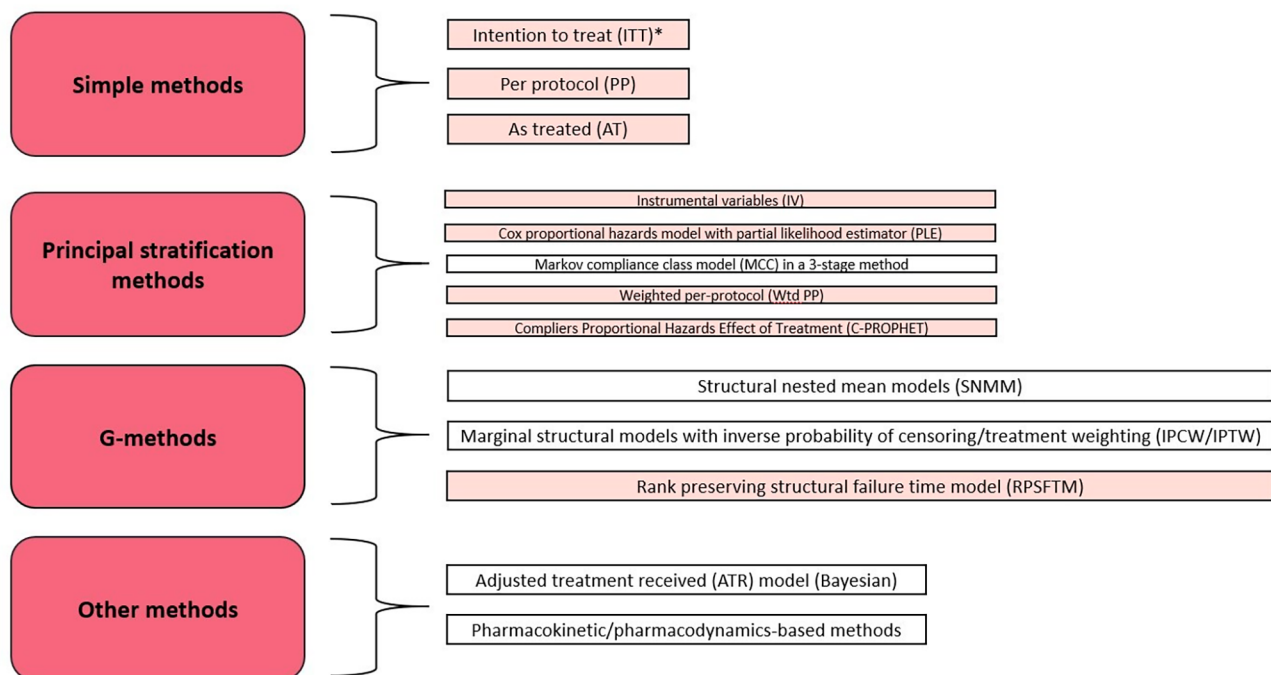 Simple methods
Intention to treat (ITT)*
Per protocol (PP)
As treated (AT)
Principal stratification
methods
Instrumental variables (IV)
Cox proportional hazards model with partial likelihood estimator (PLE)
Markov compliance class model (MCC) in a 3-stage method
Weighted per-protocol (Wtd PP)
Compliers Proportional Hazards Effect of Treatment (C-PROPHET)
G-methods
Structural nested mean models (SNMM)
Marginal structural models with inverse probability of censoring/treatment weighting (IPCW/IPTW)
Rank preserving structural failure time model (RPSFTM)
Other methods
Adjusted treatment received (ATR) model (Bayesian)
Pharmacokinetic/pharmacodynamics-based methods